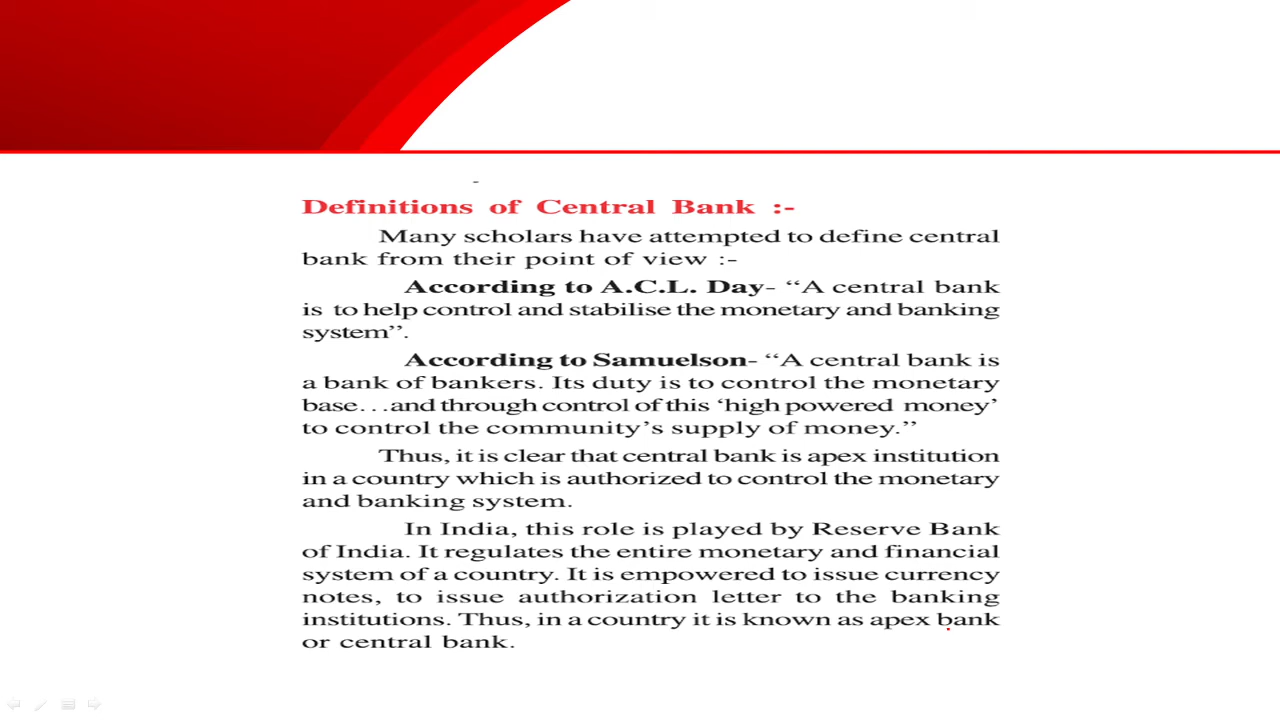 Definitions of Central Bank :-
Many scholars have attempted to define central
bank from their point of view :-
According to A.C.L. Day- “A central bank
is to help control and stabilise the monetary and banking
system”.
According to Samuelson- “A central bank is
a bank of bankers. Its duty is to control the monetary
base...and through control of this ‘high powered money’
to control the community’s supply of money.”
Thus, it is clear that central bank is apex institution
in a country which is authorized to control the monetary
and banking system.
In India, this role is played by Reserve Bank
of India. It regulates the entire monetary and financial
system of a country. It is empowered to issue currency
notes, to issue authorization letter to the banking
institutions. Thus, in a country it is known as apex bank
or central bank.